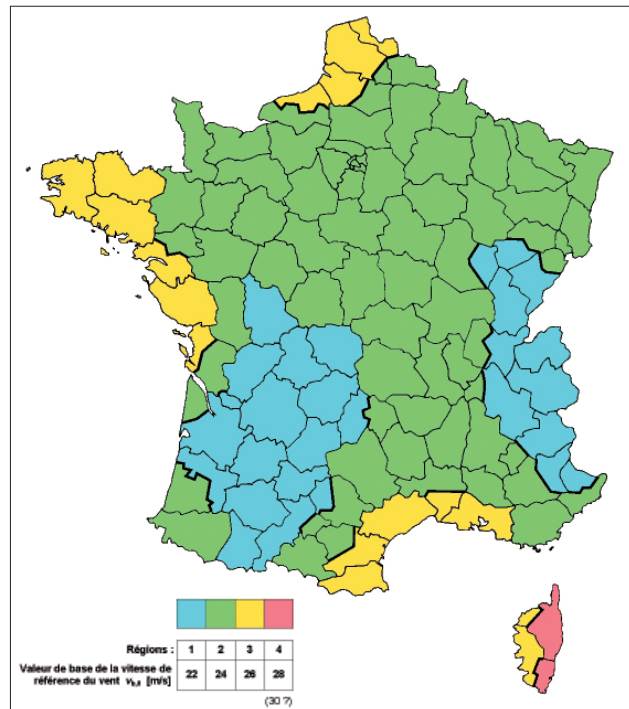 Régions : 1 2 3 4
Valeur de base de la vitesse de
référence du vent vb,0 [m/s] 22 24 26 28
(30 ?)